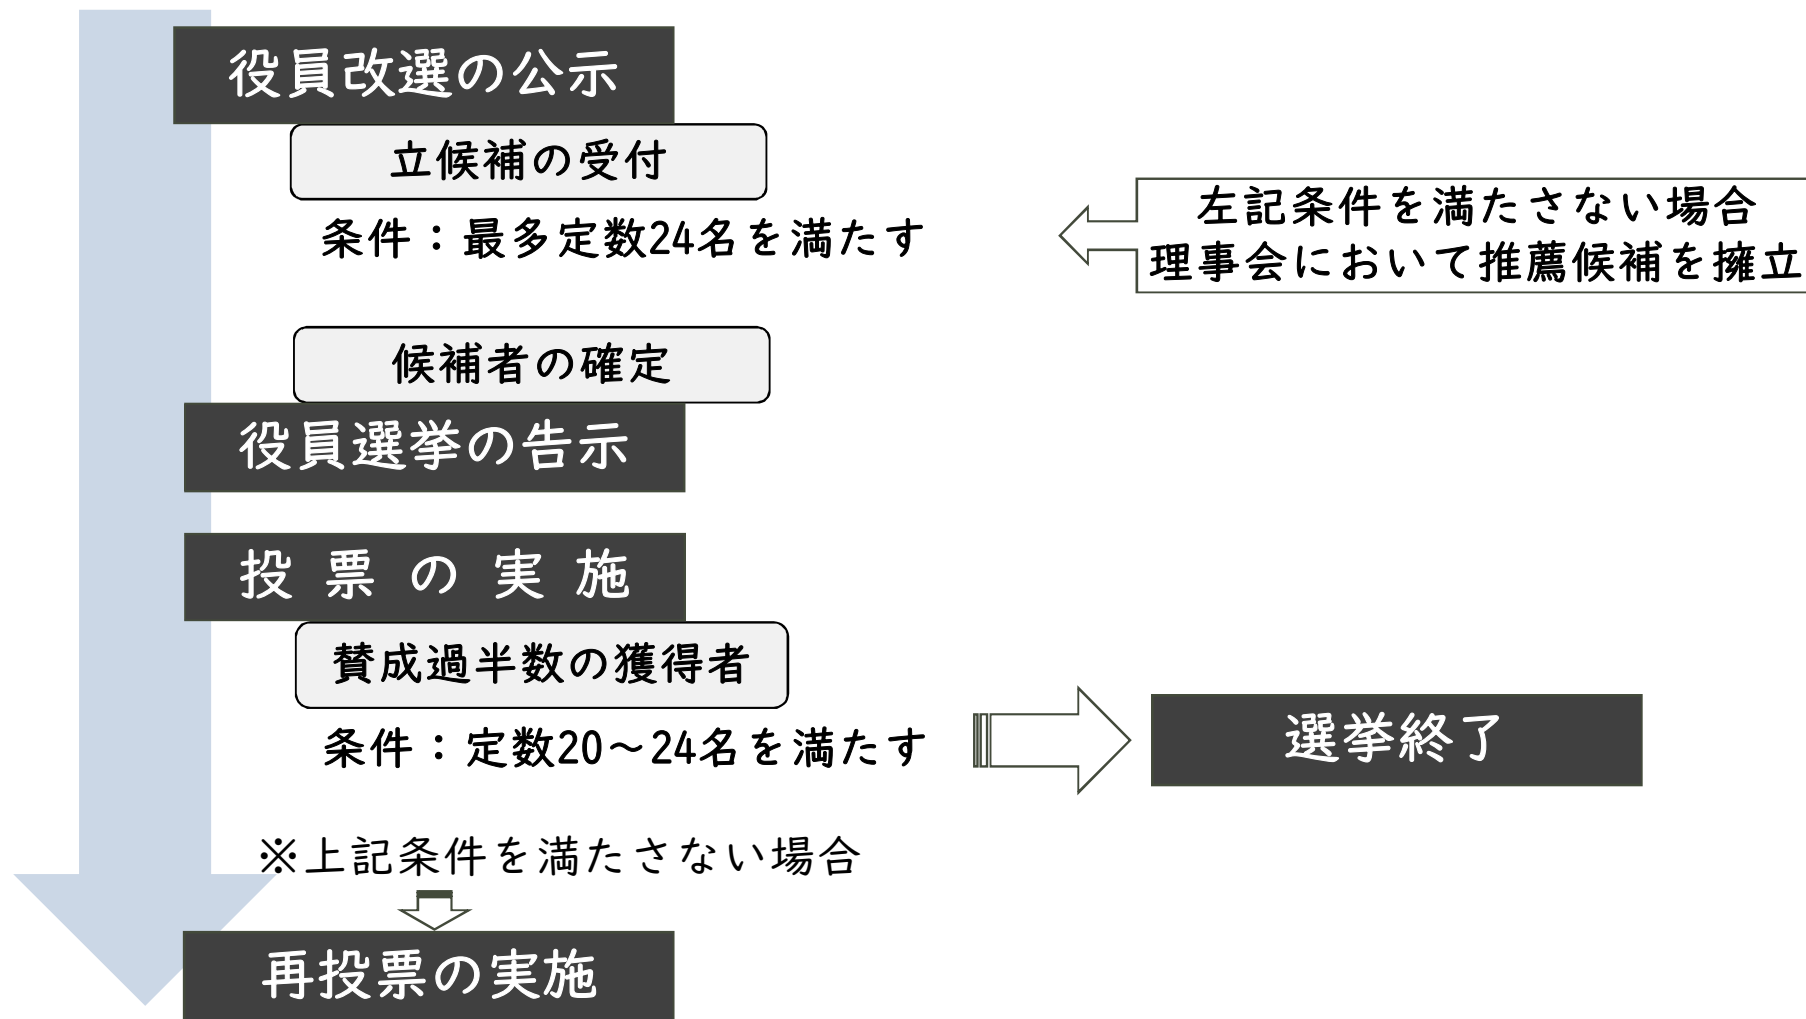 役員改選の公示
立候補の受付
条件：最多定数24名を満たす
左記条件を満たさない場合
理事会において推薦候補を擁立
候補者の確定
役員選挙の告示
投票の実施
賛成過半数の獲得者
条件：定数20～24名を満たす
選挙終了
※上記条件を満たさない場合
再投票の実施